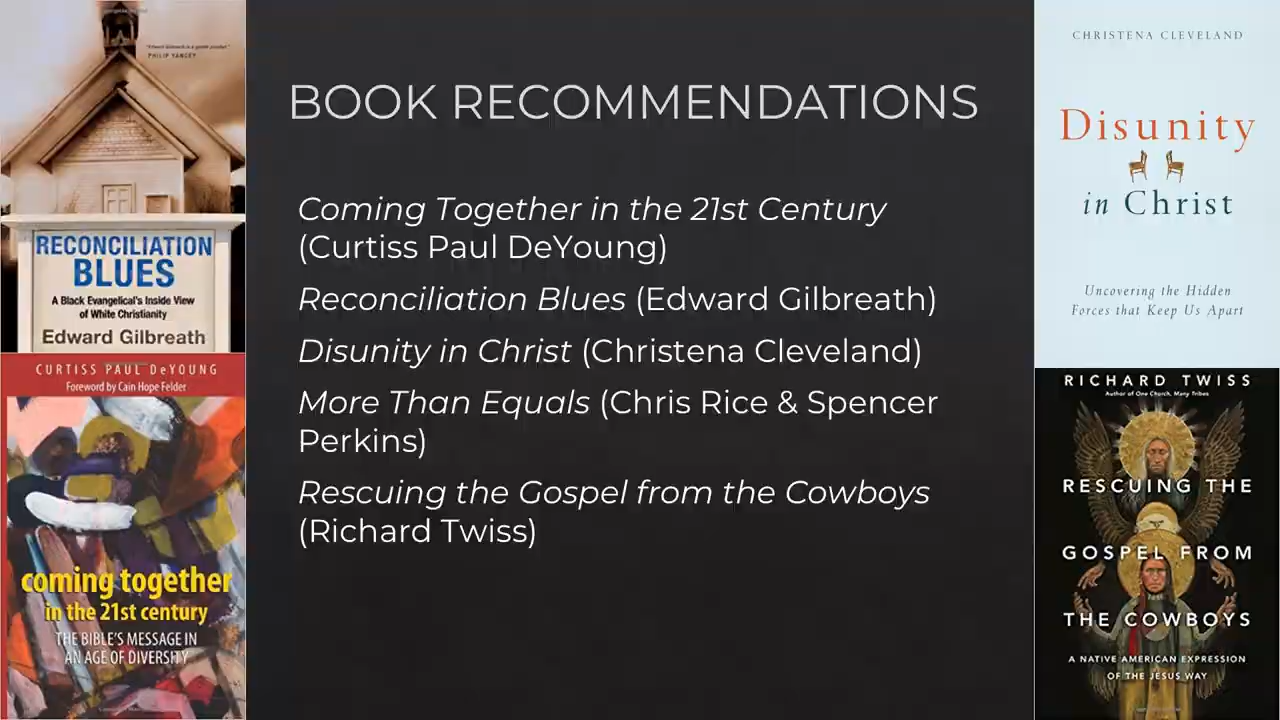 "Edward Gilbreath is a gentle prophet."
PHILIP YANCEY
RECONCILIATION
BLUES
A Black Evangelical's Inside View
of White Christianity
Edward Gilbreath
CURTISS PAUL DeYOUNG
Foreword by Cain Hope Felder
coming together
in the 21st century
THE BIBLE'S MESSAGE IN
AN AGE OF DIVERSITY
BOOK RECOMMENDATIONS
Coming Together in the 21st Century
(Curtiss Paul DeYoung)
Reconciliation Blues (Edward Gilbreath)
Disunity in Christ (Christena Cleveland)
More Than Equals (Chris Rice & Spencer
Perkins)
Rescuing the Gospel from the Cowboys
(Richard Twiss)
CHRISTENA CLEVELAND
Disunity
in Christ
Uncovering the Hidden
Forces that Keep Us Apart
RICHARD TWISS
Author of One Church, Many Tribes
RESCUING THE
GOSPEL FROM
THE COWBOYS
A NATIVE AMERICAN EXPRESSION
OF THE JESUS WAY